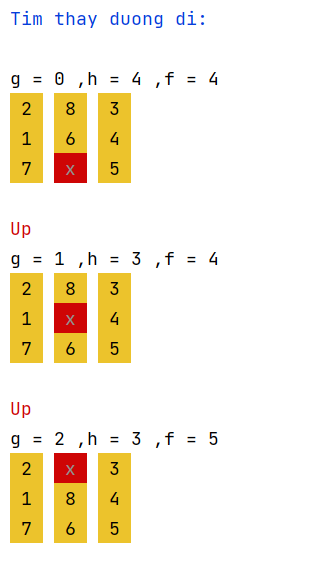 Tim thay duong di:
g = 0 ,h = 4 ,f = 4
2 8 3
1 6 4
7 x 5
Up
g = 1 ,h = 3 ,f = 4
2 8 3
1 x 4
7 6 5
Up
g = 2 ,h = 3 ,f = 5
2 x 3
1 8 4
7 6 5